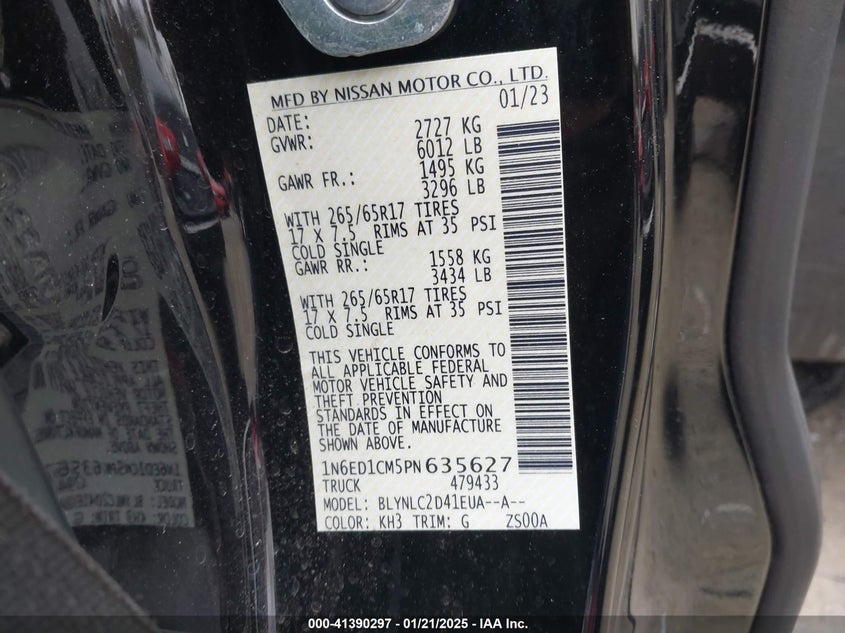 MFD BY NISSAN MOTOR CO., LTD.
DATE: 01/23
GVWR: 2727 KG
6012 LB
GAWR FR.: 1495 KG
3296 LB
WITH 265/65R17 TIRES
17 X 7.5 RIMS AT 35 PSI
COLD SINGLE
GAWR RR.: 1558 KG
3434 LB
WITH 265/65R17 TIRES
17 X 7.5 RIMS AT 35 PSI
COLD SINGLE
THIS VEHICLE CONFORMS TO
ALL APPLICABLE FEDERAL
MOTOR VEHICLE SAFETY AND
THEFT PREVENTION
STANDARDS IN EFFECT ON
THE DATE OF MANUFACTURE
SHOWN ABOVE.
1N6ED1CM5PN635627
TRUCK 479433
MODEL: BLYNLC2D41EUA--A--
COLOR: KH3 TRIM: G ZS00A
000-41390297 - 01/21/2025 - IAA Inc.